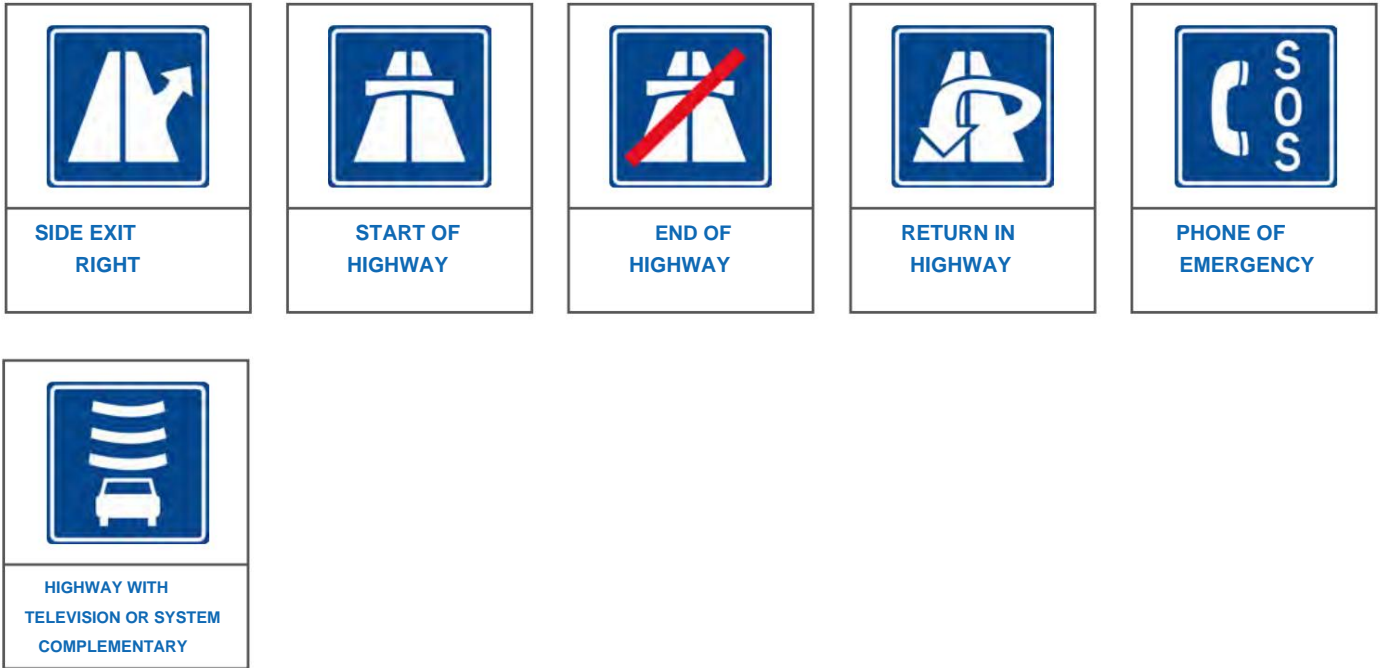 SIDE EXIT
RIGHT
START OF
HIGHWAY
END OF
HIGHWAY
RETURN IN
HIGHWAY
S
O
S
PHONE OF
EMERGENCY
HIGHWAY WITH
TELEVISION OR SYSTEM
COMPLEMENTARY